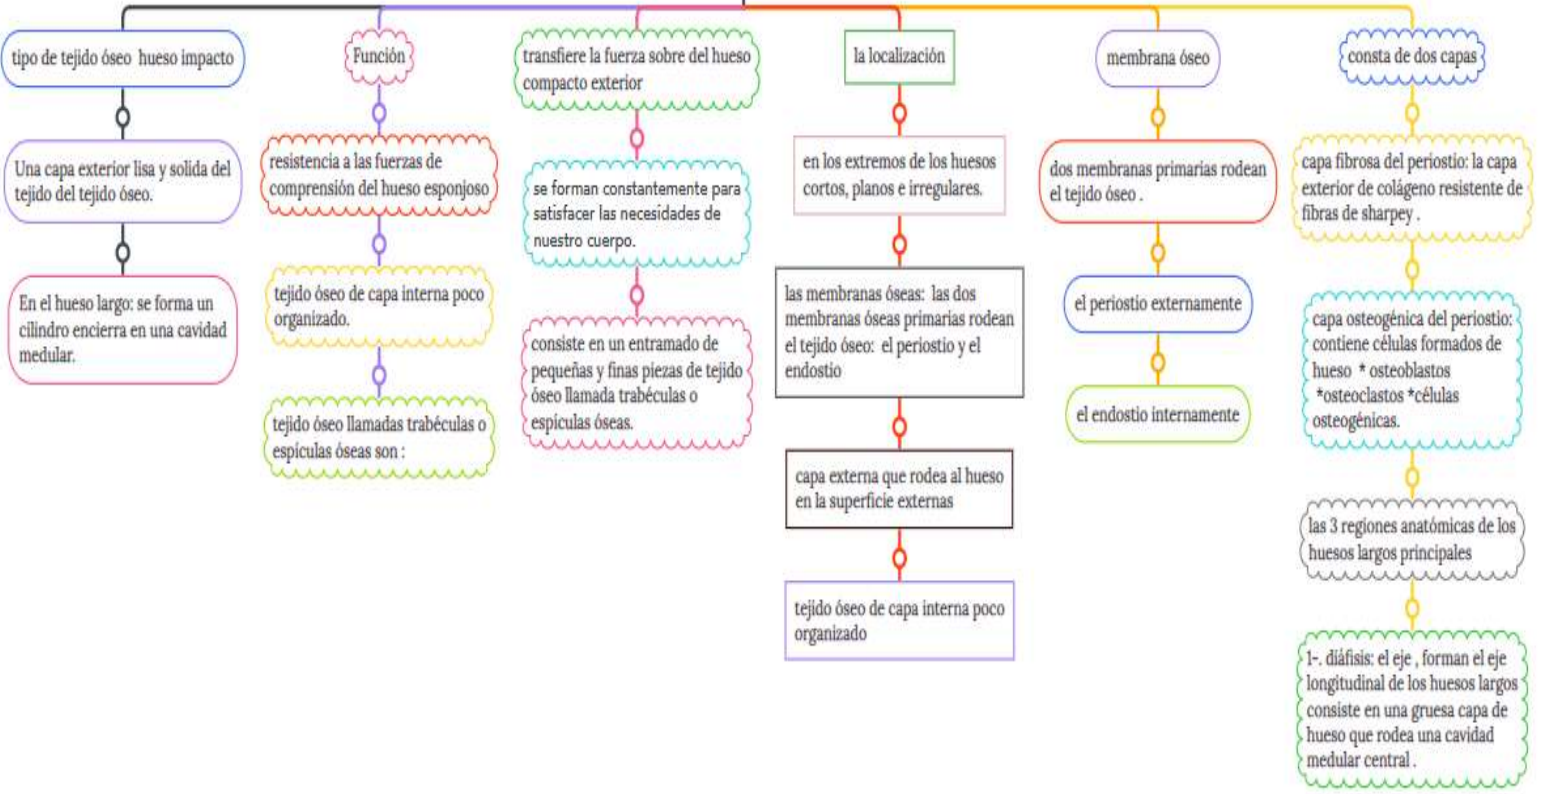 tipo de tejido óseo hueso impacto
Una capa exterior lisa y solida del
tejido del tejido óseo.
En el hueso largo: se forma un
cilindro encierra en una cavidad
medular.
Función
resistencia a las fuerzas de
comprensión del hueso esponjoso
tejido óseo de capa interna poco
organizado.
tejido óseo llamadas trabéculas o
espículas óseas son :
transfiere la fuerza sobre del hueso
compacto exterior
se forman constantemente para
satisfacer las necesidades de
nuestro cuerpo.
consiste en un entramado de
pequeñas y finas piezas de tejido
óseo llamada trabéculas o
espículas óseas.
la localización
en los extremos de los huesos
cortos, planos e irregulares.
las membranas óseas: las dos
membranas óseas primarias rodean
el tejido óseo: el periostio y el
endostio
capa externa que rodea al hueso
en la superficie externas
tejido óseo de capa interna poco
organizado
membrana óseo
dos membranas primarias rodean
el tejido óseo .
el periostio externamente
el endostio internamente
consta de dos capas
capa fibrosa del periostio: la capa
exterior de colágeno resistente de
fibras de sharpey .
capa osteogénica del periostio:
contiene células formados de
hueso * osteoblastos
*osteoclastos *células
osteogénicas.
las 3 regiones anatómicas de los
huesos largos principales
1-. diáfisis: el eje , forman el eje
longitudinal de los huesos largos
consiste en una gruesa capa de
hueso que rodea una cavidad
medular central .